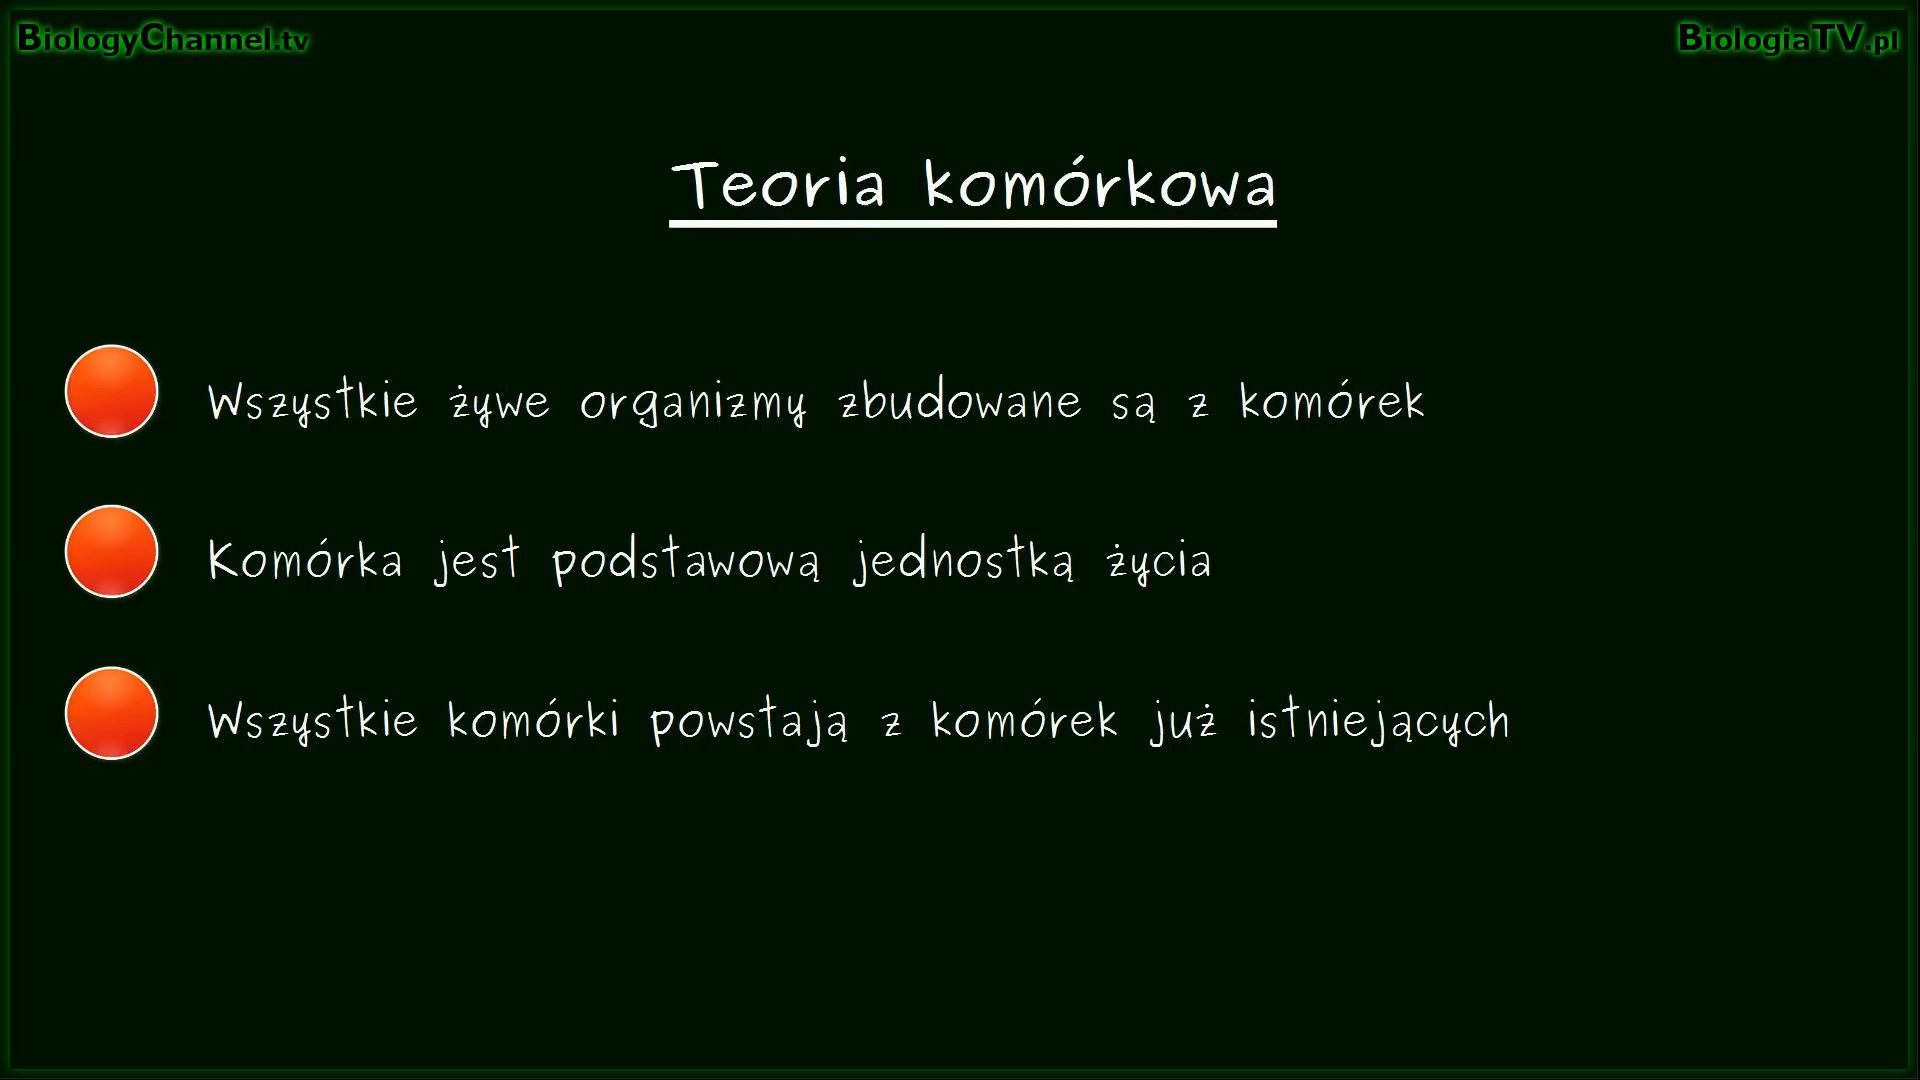 BiologyChannel.tv
BiologiaTV.pl
Teoria komórkowa
Wszystkie żywe organizmy zbudowane są z komórek
Komórka jest podstawową jednostką życia
Wszystkie komórki powstają z komórek już istniejących